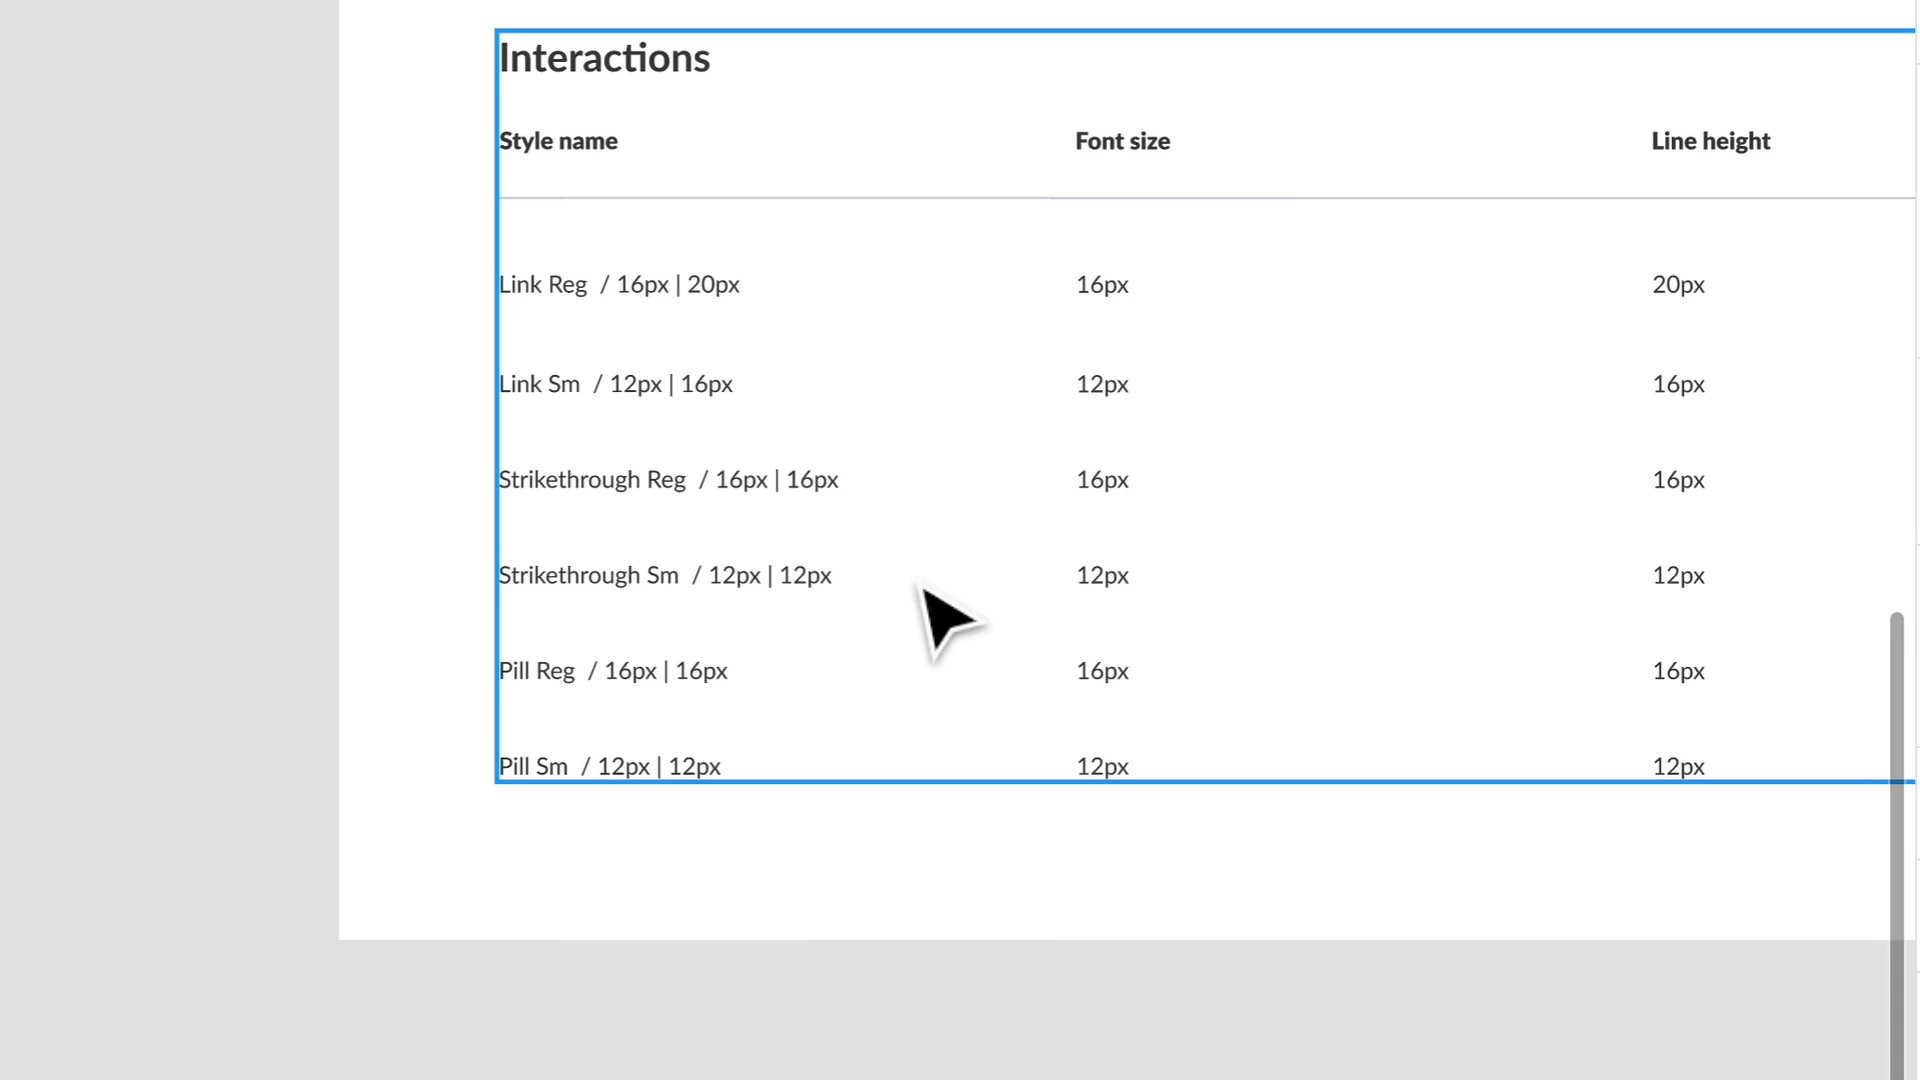 Interactions
Style name Font size Line height
Link Reg / 16px | 20px 16px 20px
Link Sm / 12px | 16px 12px 16px
Strikethrough Reg / 16px | 16px 16px 16px
Strikethrough Sm / 12px | 12px 12px 12px
Pill Reg / 16px | 16px 16px 16px
Pill Sm / 12px | 12px 12px 12px